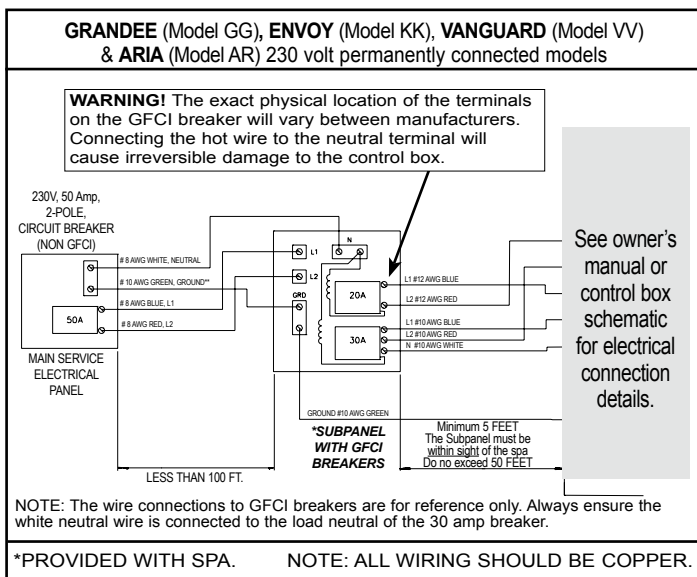 GRANDEE (Model GG), ENVOY (Model KK), VANGUARD (Model VV)
& ARIA (Model AR) 230 volt permanently connected models
WARNING! The exact physical location of the terminals
on the GFCI breaker will vary between manufacturers.
Connecting the hot wire to the neutral terminal will
cause irreversible damage to the control box.
230V, 50 Amp,
2-POLE,
CIRCUIT BREAKER
(NON GFCI)
# 8 AWG WHITE, NEUTRAL
# 10 AWG GREEN, GROUND**
# 8 AWG BLUE, L1
# 8 AWG RED, L2
50A
MAIN SERVICE
ELECTRICAL
PANEL
L1
N
L2
GRD
20A
30A
L1 #12 AWG BLUE
L2 #12 AWG RED
L1 #10 AWG BLUE
L2 #10 AWG RED
N #10 AWG WHITE
See owner’s
manual or
control box
schematic
for electrical
connection
details.
GROUND #10 AWG GREEN
*SUBPANEL
WITH GFCI
BREAKERS
Minimum 5 FEET
The Subpanel must be
within sight of the spa
Do no exceed 50 FEET
LESS THAN 100 FT.
NOTE: The wire connections to GFCI breakers are for reference only. Always ensure the
white neutral wire is connected to the load neutral of the 30 amp breaker.
*PROVIDED WITH SPA. NOTE: ALL WIRING SHOULD BE COPPER.